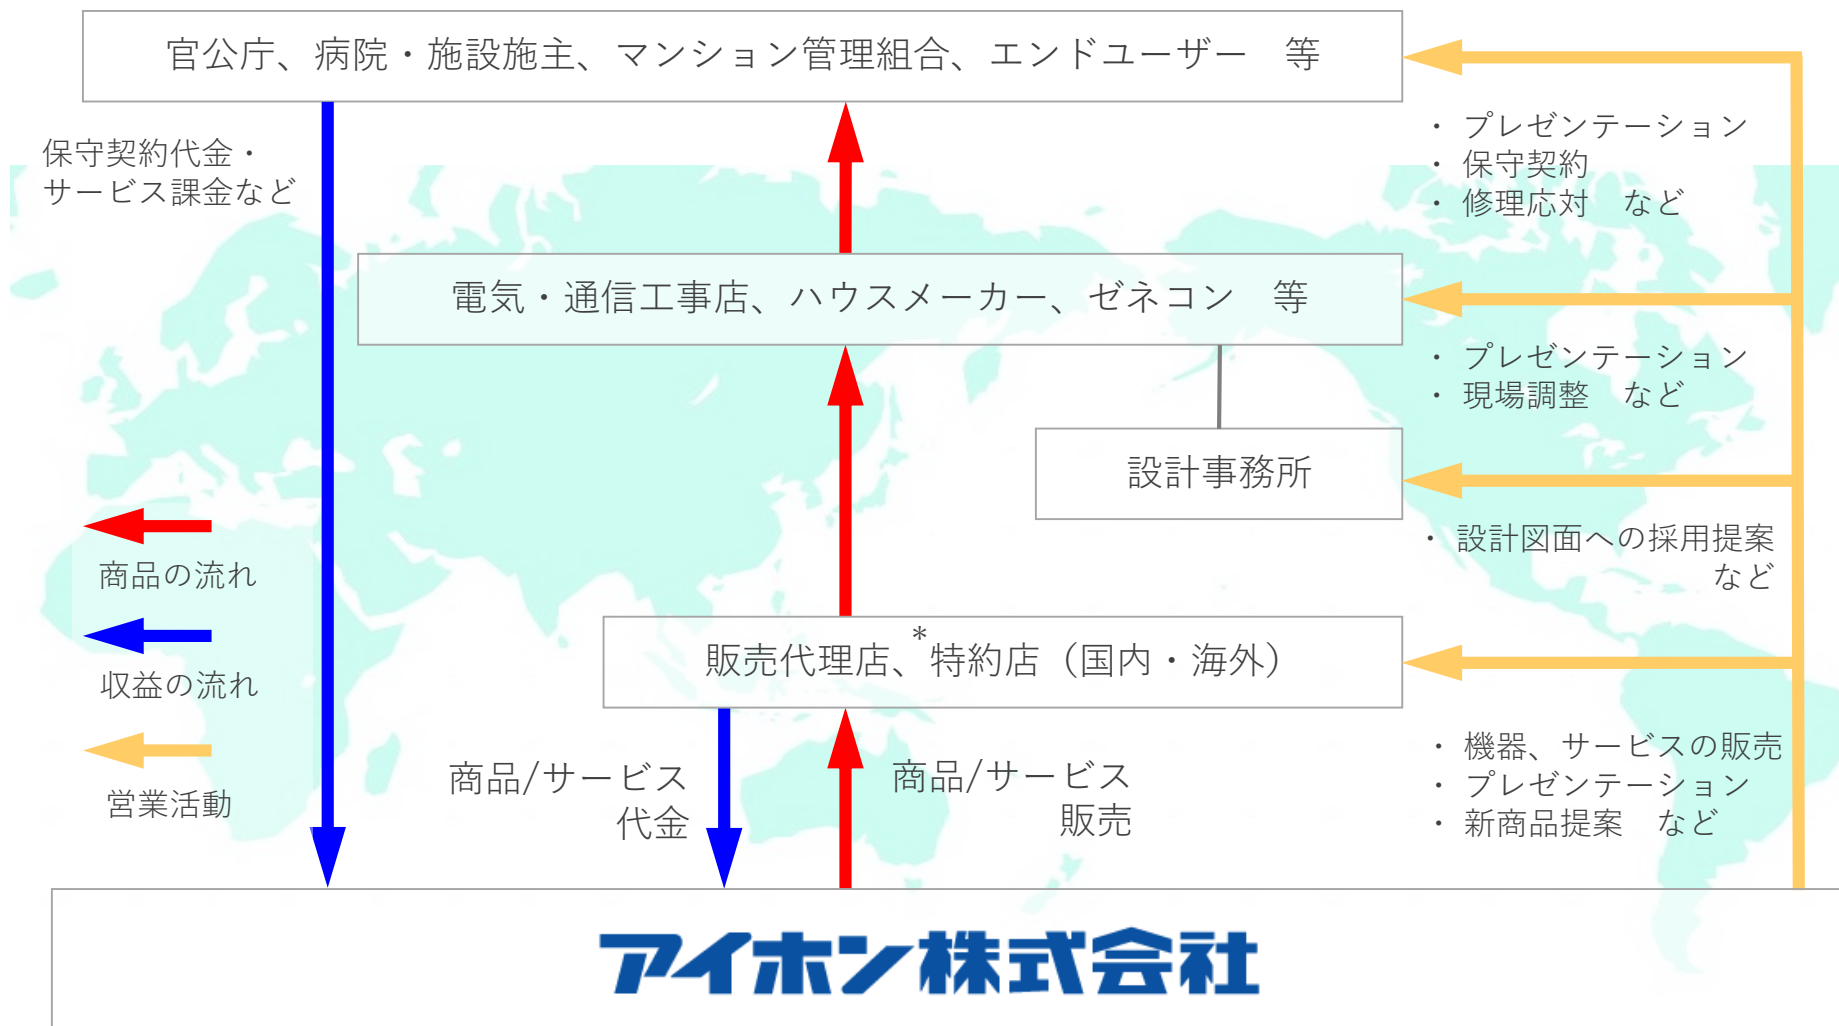 官公庁、病院・施設施主、マンション管理組合、エンドユーザー　等
保守契約代金・
サービス課金など
・ プレゼンテーション
・ 保守契約
・ 修理応対　など
電気・通信工事店、ハウスメーカー、ゼネコン　等
・ プレゼンテーション
・ 現場調整　など
設計事務所
・ 設計図面への採用提案
など
商品の流れ
収益の流れ
営業活動
販売代理店、*特約店（国内・海外）
商品/サービス
代金
商品/サービス
販売
・ 機器、サービスの販売
・ プレゼンテーション
・ 新商品提案　など
アイホン株式会社